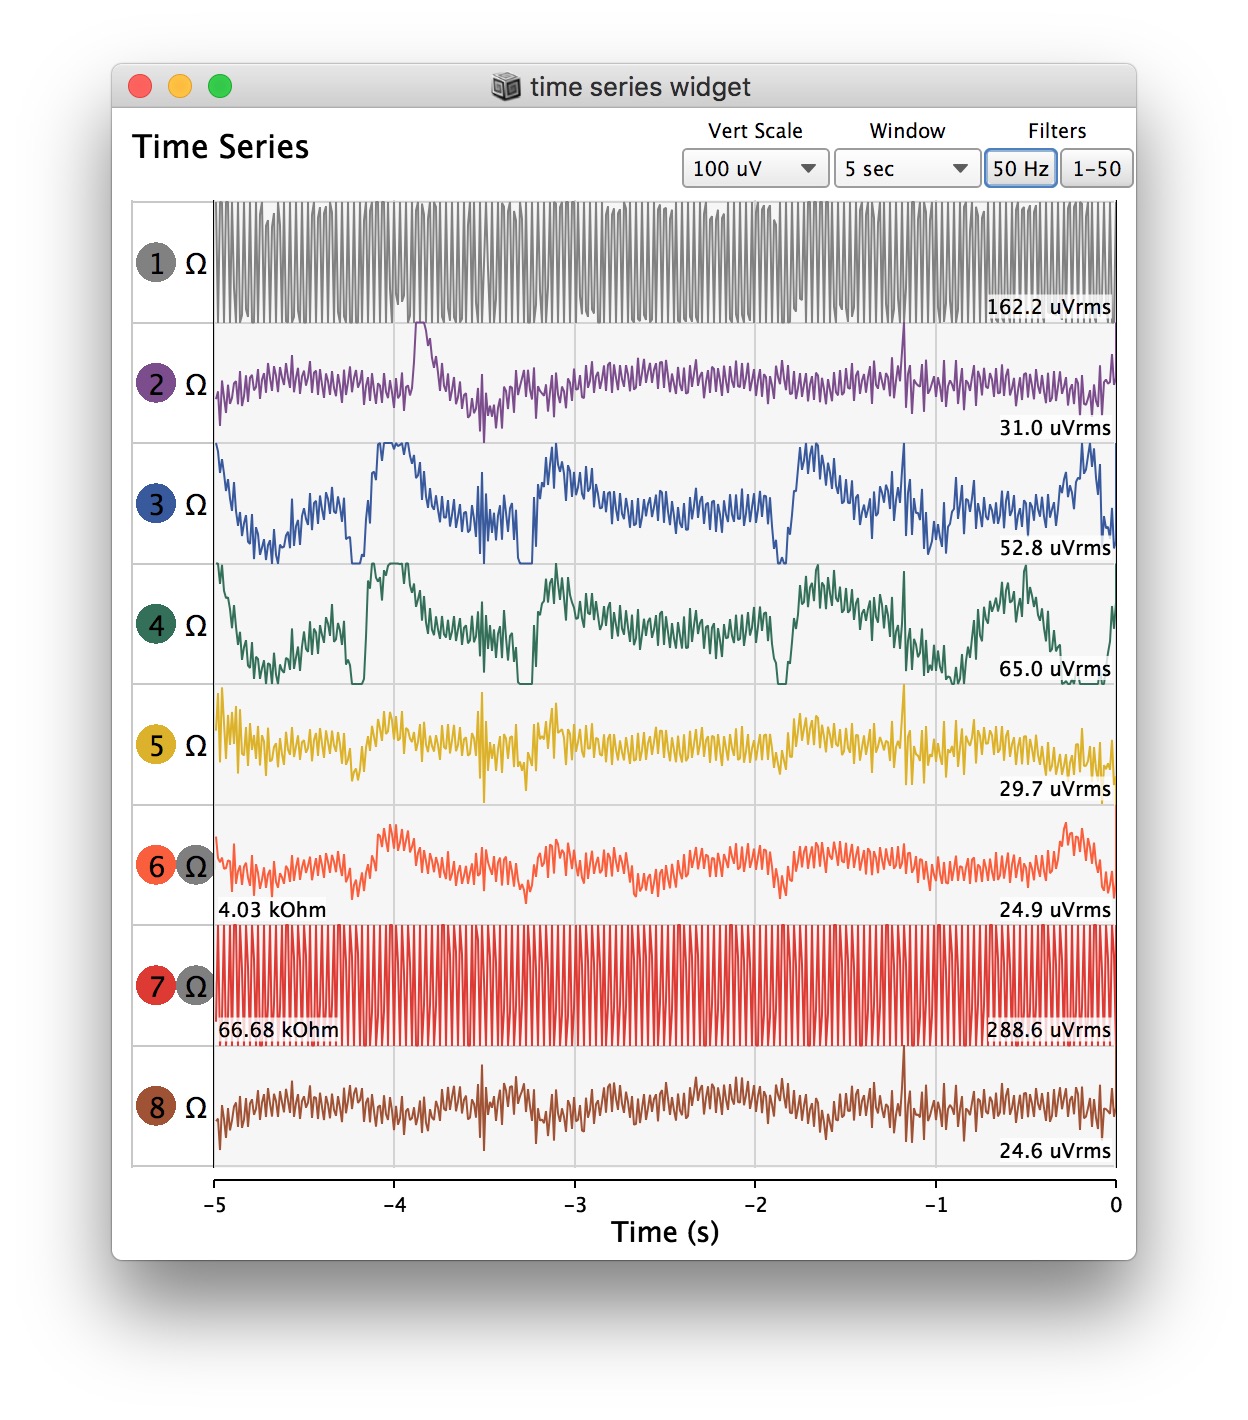 time series widget
Time Series
Vert Scale Window Filters
100 uV 5 sec 50 Hz 1-50
1 Ω
162.2 uVrms
2 Ω
31.0 uVrms
3 Ω
52.8 uVrms
4 Ω
65.0 uVrms
5 Ω
29.7 uVrms
6 Ω
4.03 kOhm 24.9 uVrms
7 Ω
66.68 kOhm 288.6 uVrms
8 Ω
24.6 uVrms
-5 -4 -3 -2 -1 0
Time (s)